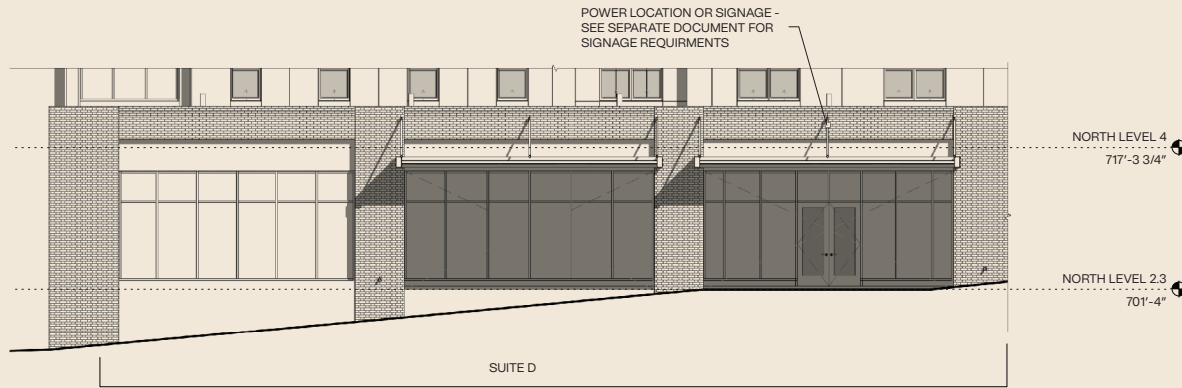 POWER LOCATION OR SIGNAGE -
SEE SEPARATE DOCUMENT FOR
SIGNAGE REQUIRMENTS
NORTH LEVEL 4
717'-3 3/4"
NORTH LEVEL 2.3
701'-4"
SUITE D